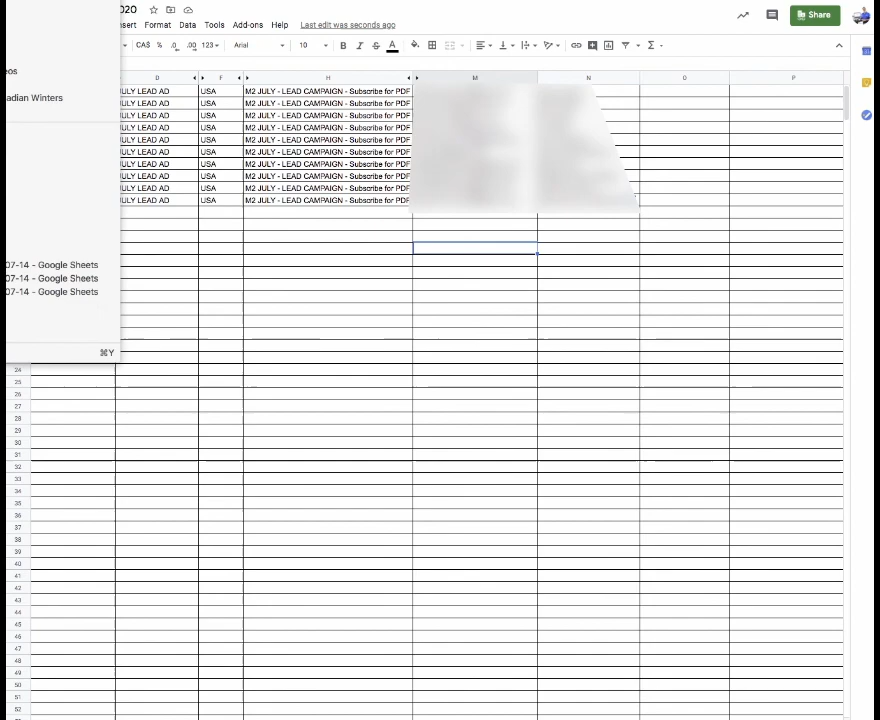 020
Share
nsert Format Data Tools Add-ons Help Last edit was seconds ago
CA$ % .0 .00 123 Arial 10 B I S A
eos
D F H M N O P
ULY LEAD AD USA M2 JULY - LEAD CAMPAIGN - Subscribe for PDF
adian Winters
ULY LEAD AD USA M2 JULY - LEAD CAMPAIGN - Subscribe for PDF
ULY LEAD AD USA M2 JULY - LEAD CAMPAIGN - Subscribe for PDF
ULY LEAD AD USA M2 JULY - LEAD CAMPAIGN - Subscribe for PDF
ULY LEAD AD USA M2 JULY - LEAD CAMPAIGN - Subscribe for PDF
ULY LEAD AD USA M2 JULY - LEAD CAMPAIGN - Subscribe for PDF
ULY LEAD AD USA M2 JULY - LEAD CAMPAIGN - Subscribe for PDF
ULY LEAD AD USA M2 JULY - LEAD CAMPAIGN - Subscribe for PDF
ULY LEAD AD USA M2 JULY - LEAD CAMPAIGN - Subscribe for PDF
ULY LEAD AD USA M2 JULY - LEAD CAMPAIGN - Subscribe for PDF
07-14 - Google Sheets
07-14 - Google Sheets
07-14 - Google Sheets
⌘Y
24
25
26
27
28
29
30
31
32
33
34
35
36
37
38
39
40
41
42
43
44
45
46
47
48
49
50
51
52